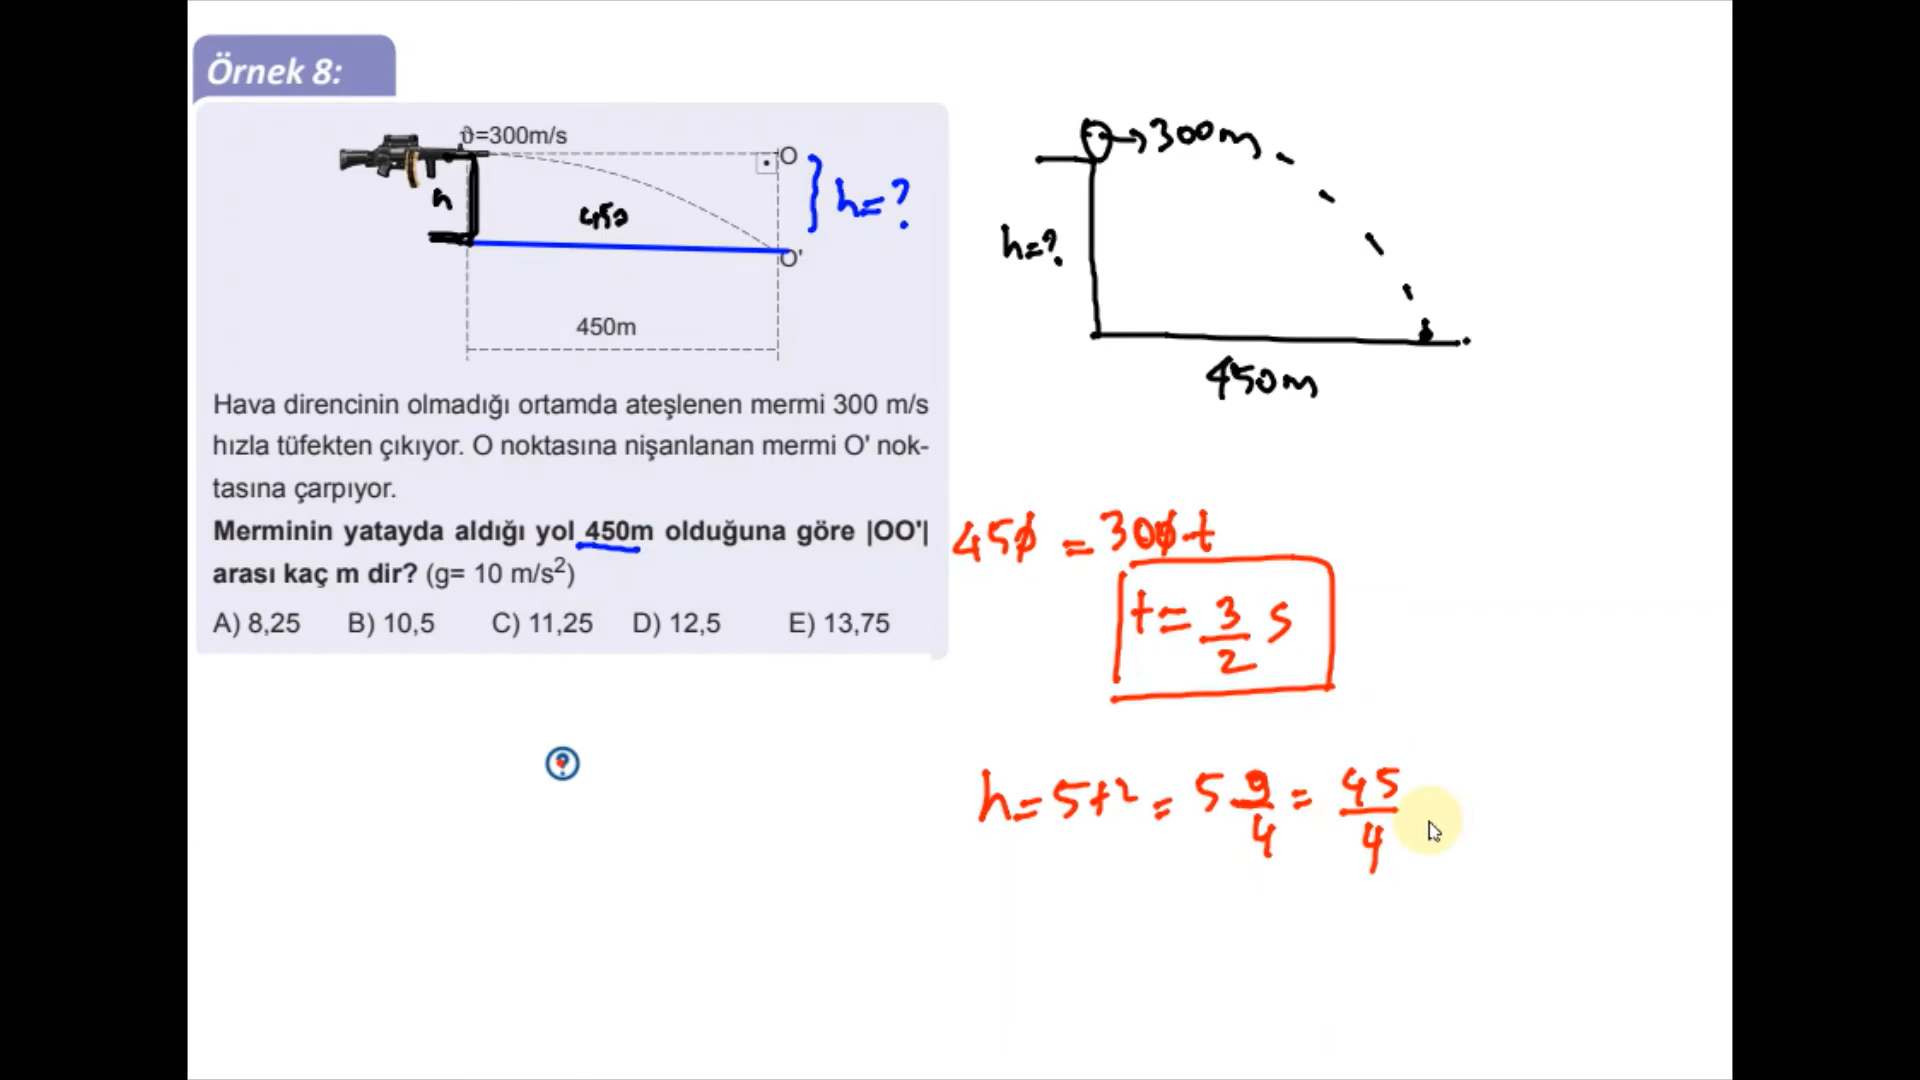 Örnek 8:
ϑ=300m/s
O
h
450
h=?
O'
450m
Hava direncinin olmadığı ortamda ateşlenen mermi 300 m/s
hızla tüfekten çıkıyor. O noktasına nişanlanan mermi O' nok-
tasına çarpıyor.
Merminin yatayda aldığı yol 450m olduğuna göre |OO'|
arası kaç m dir? (g= 10 m/s²)
A) 8,25 B) 10,5 C) 11,25 D) 12,5 E) 13,75
→300m
h=?
450m
450 = 300t
t= 3/2 s
h= 5t² = 5 9/4 = 45/4
?